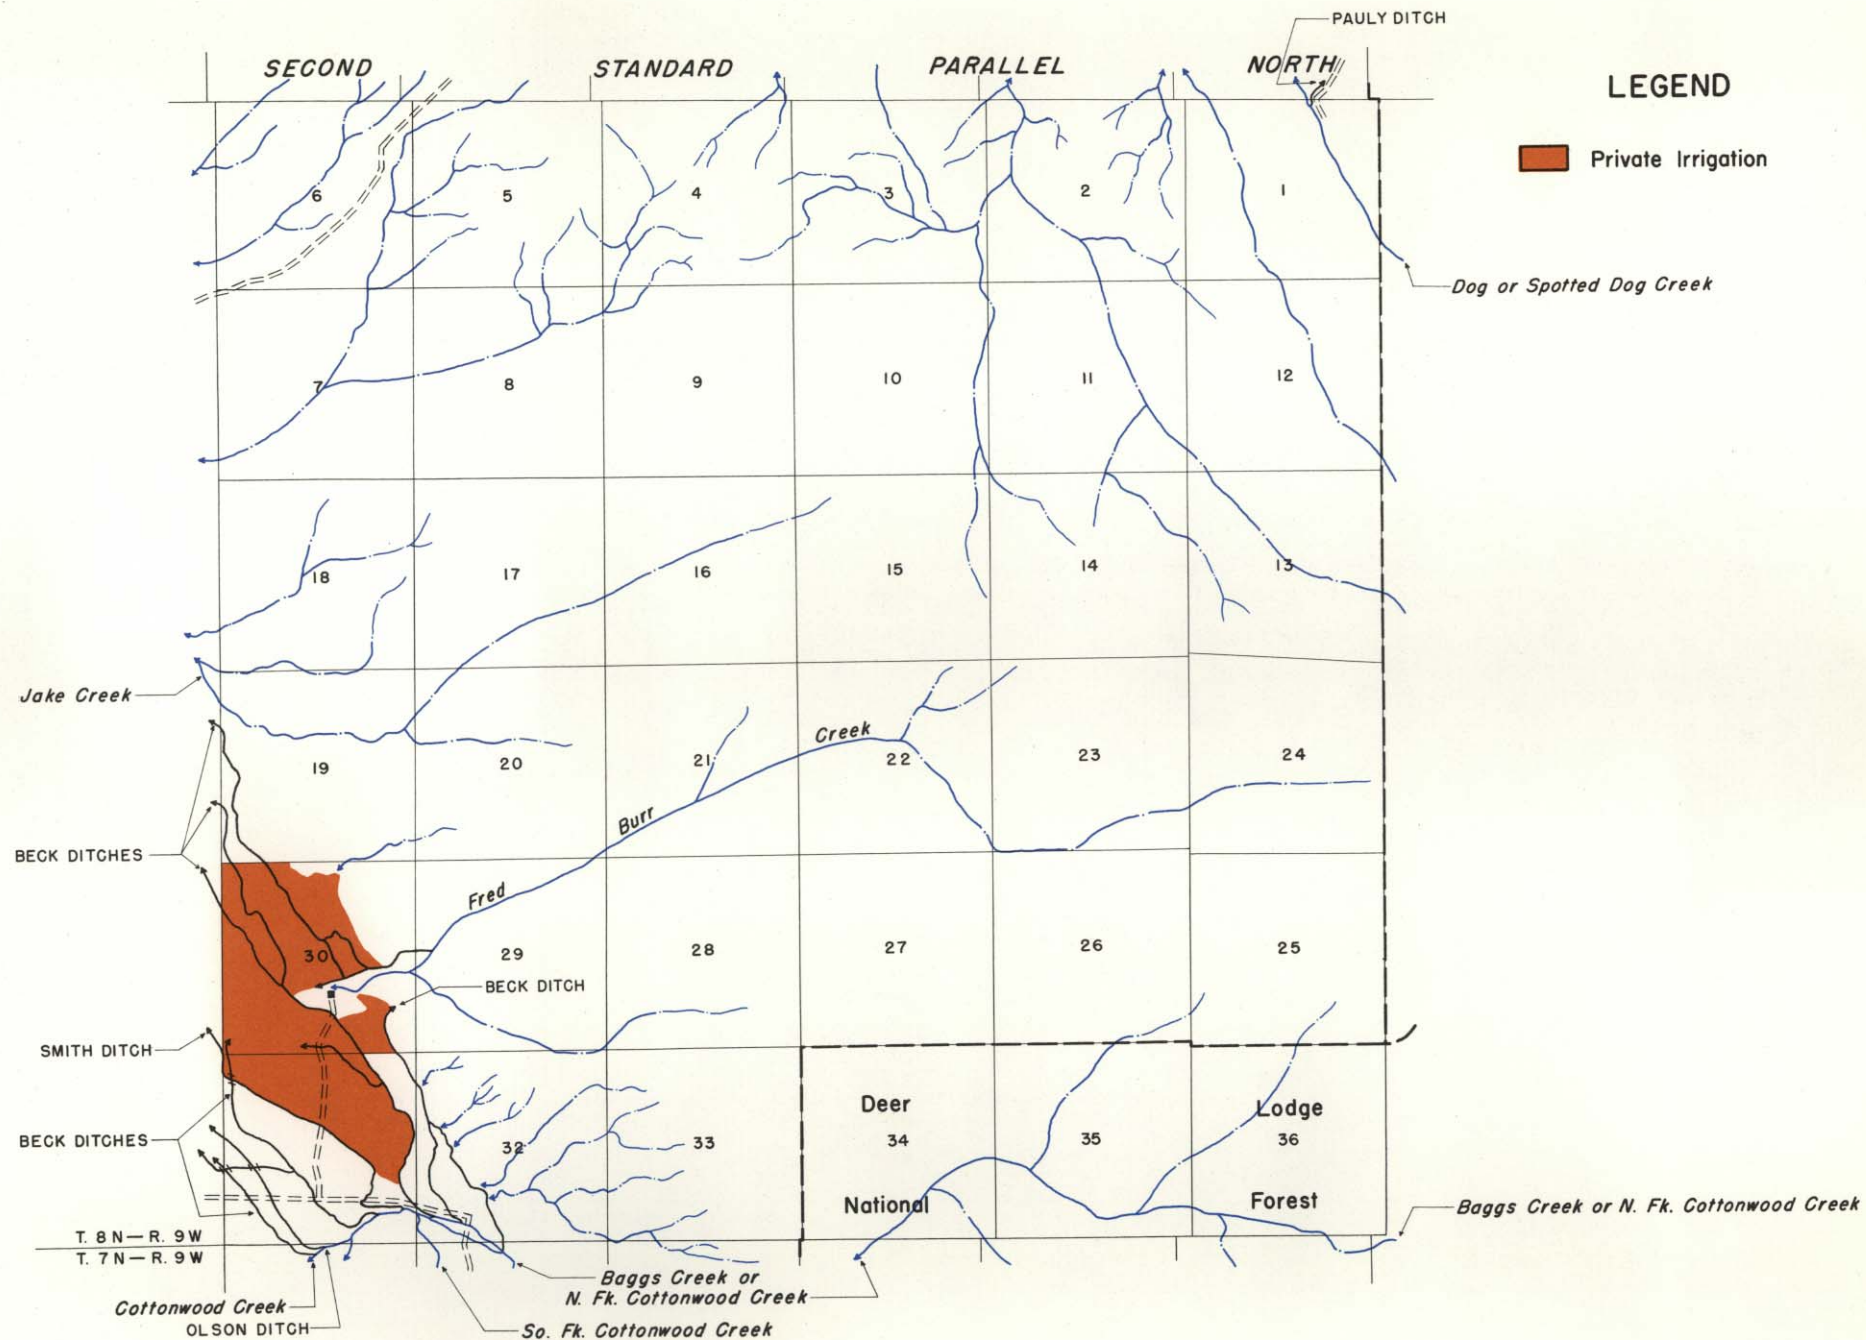 PAULY DITCH
SECOND STANDARD PARALLEL NORTH
LEGEND
Private Irrigation
6 5 4 3 2 1
Dog or Spotted Dog Creek
7 8 9 10 11 12
18 17 16 15 14 13
Jake Creek
19 20 21 22 23 24
Fred Burr Creek
BECK DITCHES
30 29 28 27 26 25
BECK DITCH
SMITH DITCH
Deer Lodge
BECK DITCHES
32 33 34 35 36
National Forest
Baggs Creek or N. Fk. Cottonwood Creek
T. 8 N — R. 9 W
T. 7 N — R. 9 W
Baggs Creek or
N. Fk. Cottonwood Creek
Cottonwood Creek
OLSON DITCH
So. Fk. Cottonwood Creek